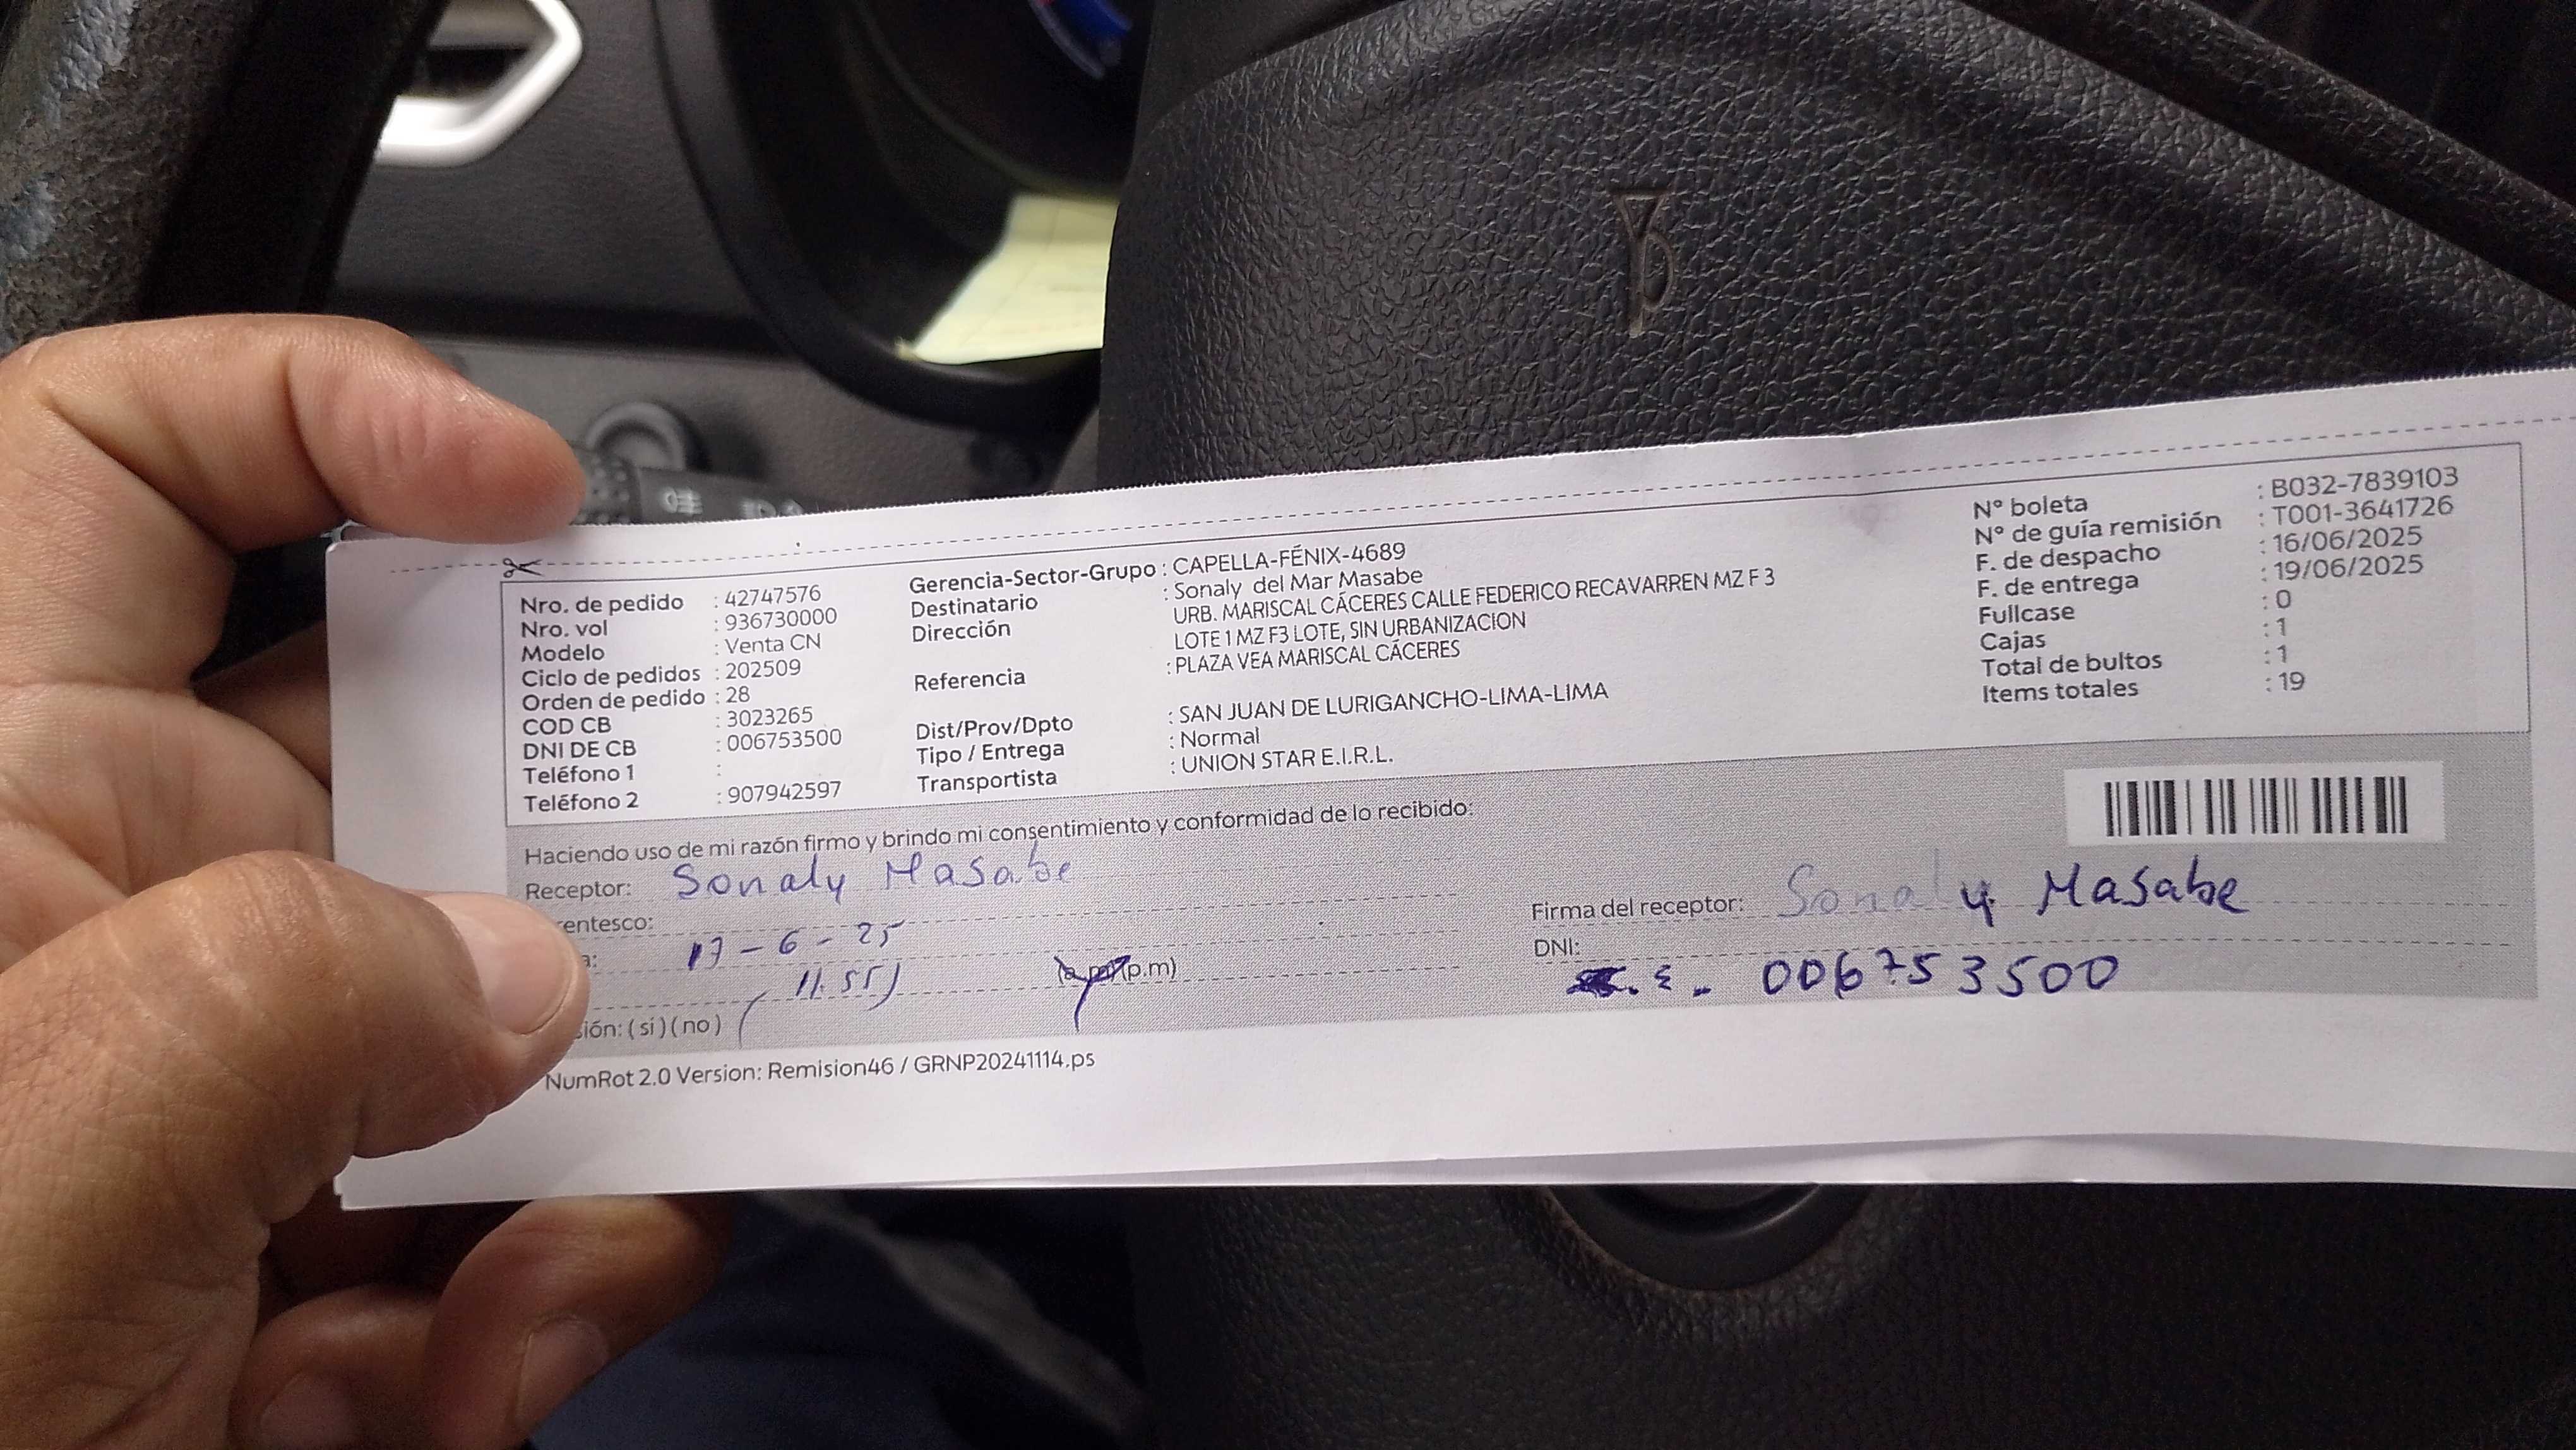 Nro. de pedido : 42747576
Nro. vol : 936730000
Modelo : Venta CN
Ciclo de pedidos : 202509
Orden de pedido : 28
COD CB : 3023265
DNI DE CB : 006753500
Teléfono 1 :
Teléfono 2 : 907942597
Gerencia-Sector-Grupo : CAPELLA-FÉNIX-4689
Destinatario : Sonaly del Mar Masabe
Dirección URB. MARISCAL CÁCERES CALLE FEDERICO RECAVARREN MZ F 3
LOTE 1 MZ F3 LOTE, SIN URBANIZACION
Referencia : PLAZA VEA MARISCAL CÁCERES
Dist/Prov/Dpto : SAN JUAN DE LURIGANCHO-LIMA-LIMA
Tipo / Entrega : Normal
Transportista : UNION STAR E.I.R.L.
N° boleta : B032-7839103
N° de guía remisión : T001-3641726
F. de despacho : 16/06/2025
F. de entrega : 19/06/2025
Fullcase : 0
Cajas : 1
Total de bultos : 1
Items totales : 19
Haciendo uso de mi razón firmo y brindo mi consentimiento y conformidad de lo recibido:
Receptor: Sonaly Masabe
entesco:
a: 17-6-25
11.55 (p.m)
sión: (si) (no)
Firma del receptor: Sonaly Masabe
DNI:
006753500
NumRot 2.0 Version: Remision46 / GRNP20241114.ps